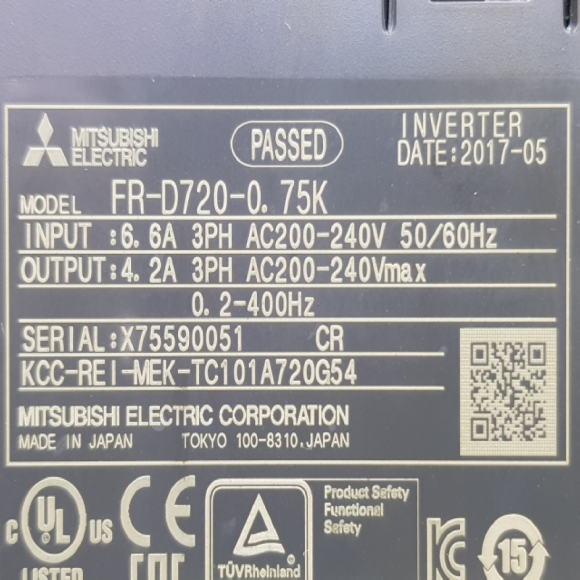 MITSUBISHI
ELECTRIC
PASSED
INVERTER
DATE:2017-05
MODEL FR-D720-0.75K
INPUT :6.6A 3PH AC200-240V 50/60Hz
OUTPUT:4.2A 3PH AC200-240Vmax
0.2-400Hz
SERIAL:X75590051 CR
KCC-REI-MEK-TC101A720G54
MITSUBISHI ELECTRIC CORPORATION
MADE IN JAPAN TOKYO 100-8310,JAPAN
C UL US
LISTED
CE
EAC
TÜVRheinland
Product Safety
Functional
Safety
15